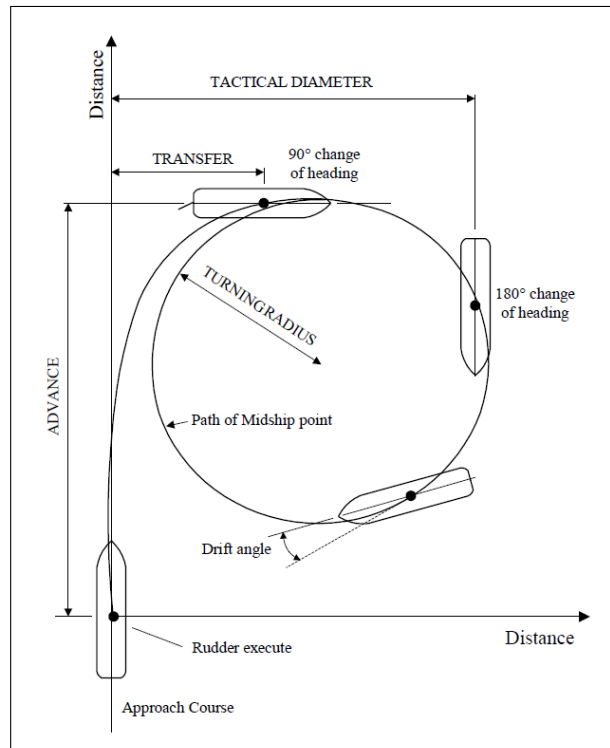 Distance
TACTICAL DIAMETER
TRANSFER
90° change
of heading
TURNINGRADIUS
180° change
of heading
ADVANCE
Path of Midship point
Drift angle
Rudder execute
Distance
Approach Course